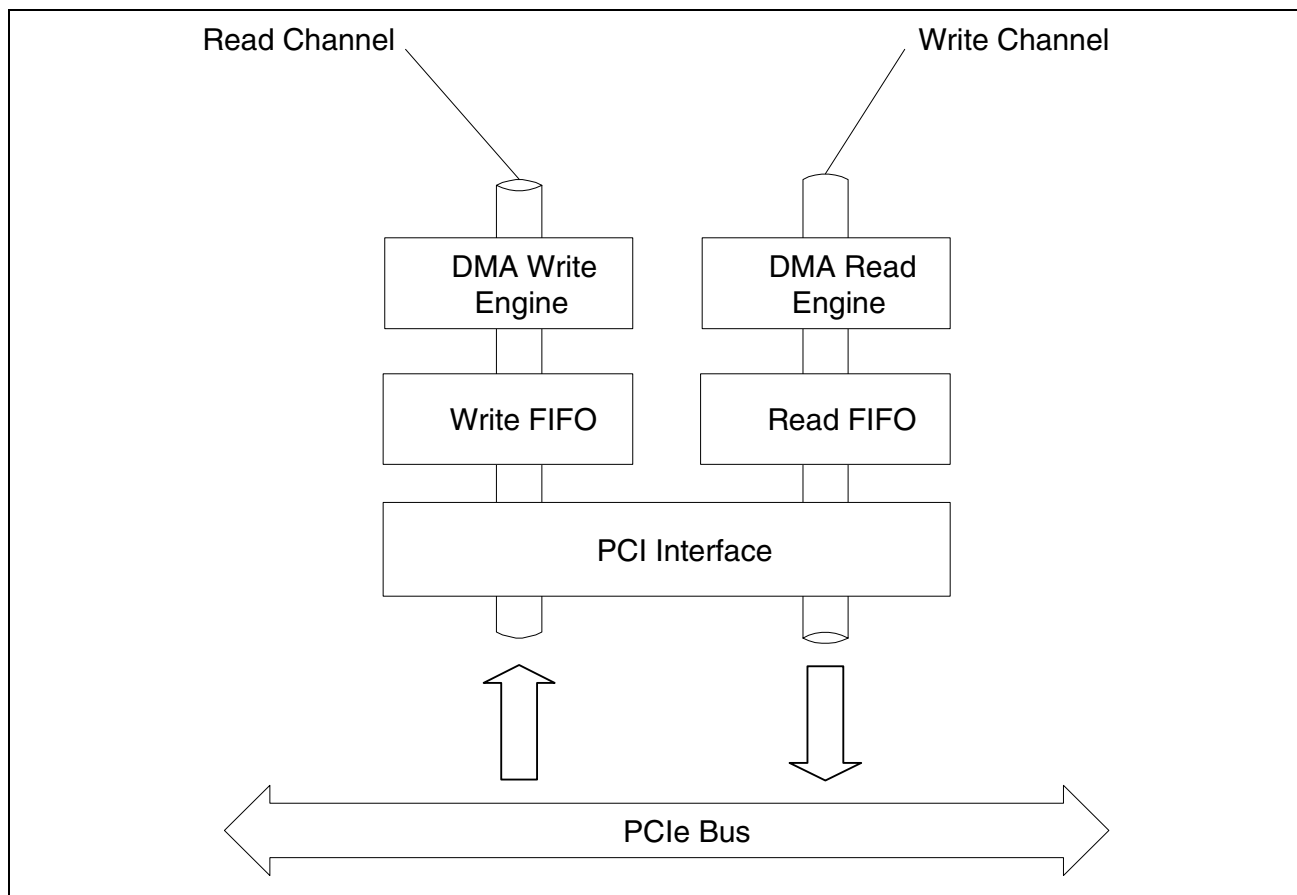 Read Channel
Write Channel
DMA Write
Engine
DMA Read
Engine
Write FIFO
Read FIFO
PCI Interface
PCIe Bus